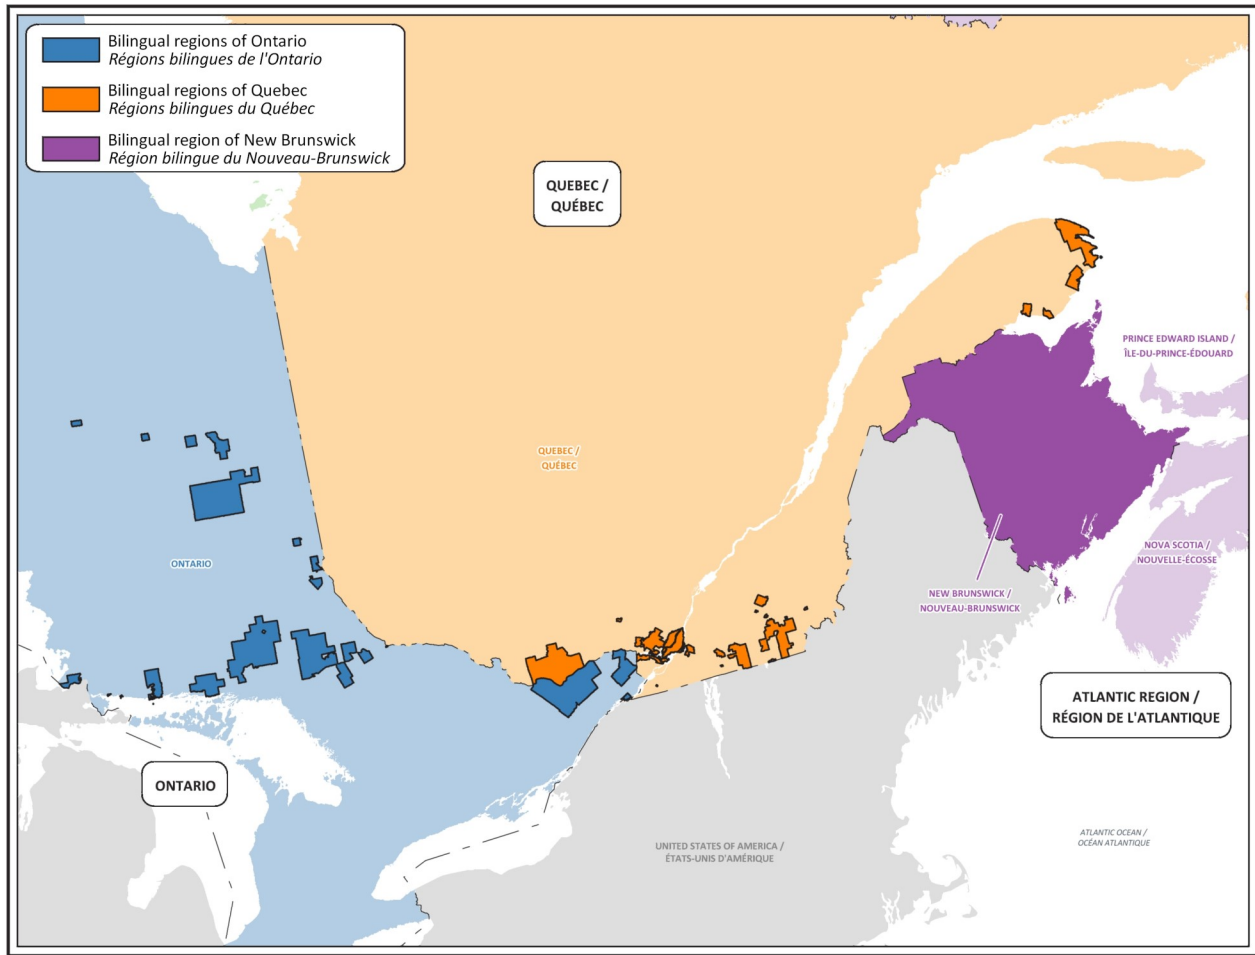 Bilingual regions of Ontario
Régions bilingues de l'Ontario
Bilingual regions of Quebec
Régions bilingues du Québec
Bilingual region of New Brunswick
Région bilingue du Nouveau-Brunswick
QUEBEC /
QUÉBEC
PRINCE EDWARD ISLAND /
ÎLE-DU-PRINCE-ÉDOUARD
QUEBEC /
QUÉBEC
ONTARIO
NOVA SCOTIA /
NOUVELLE-ÉCOSSE
NEW BRUNSWICK /
NOUVEAU-BRUNSWICK
ATLANTIC REGION /
RÉGION DE L'ATLANTIQUE
ONTARIO
UNITED STATES OF AMERICA /
ÉTATS-UNIS D'AMÉRIQUE
ATLANTIC OCEAN /
OCÉAN ATLANTIQUE